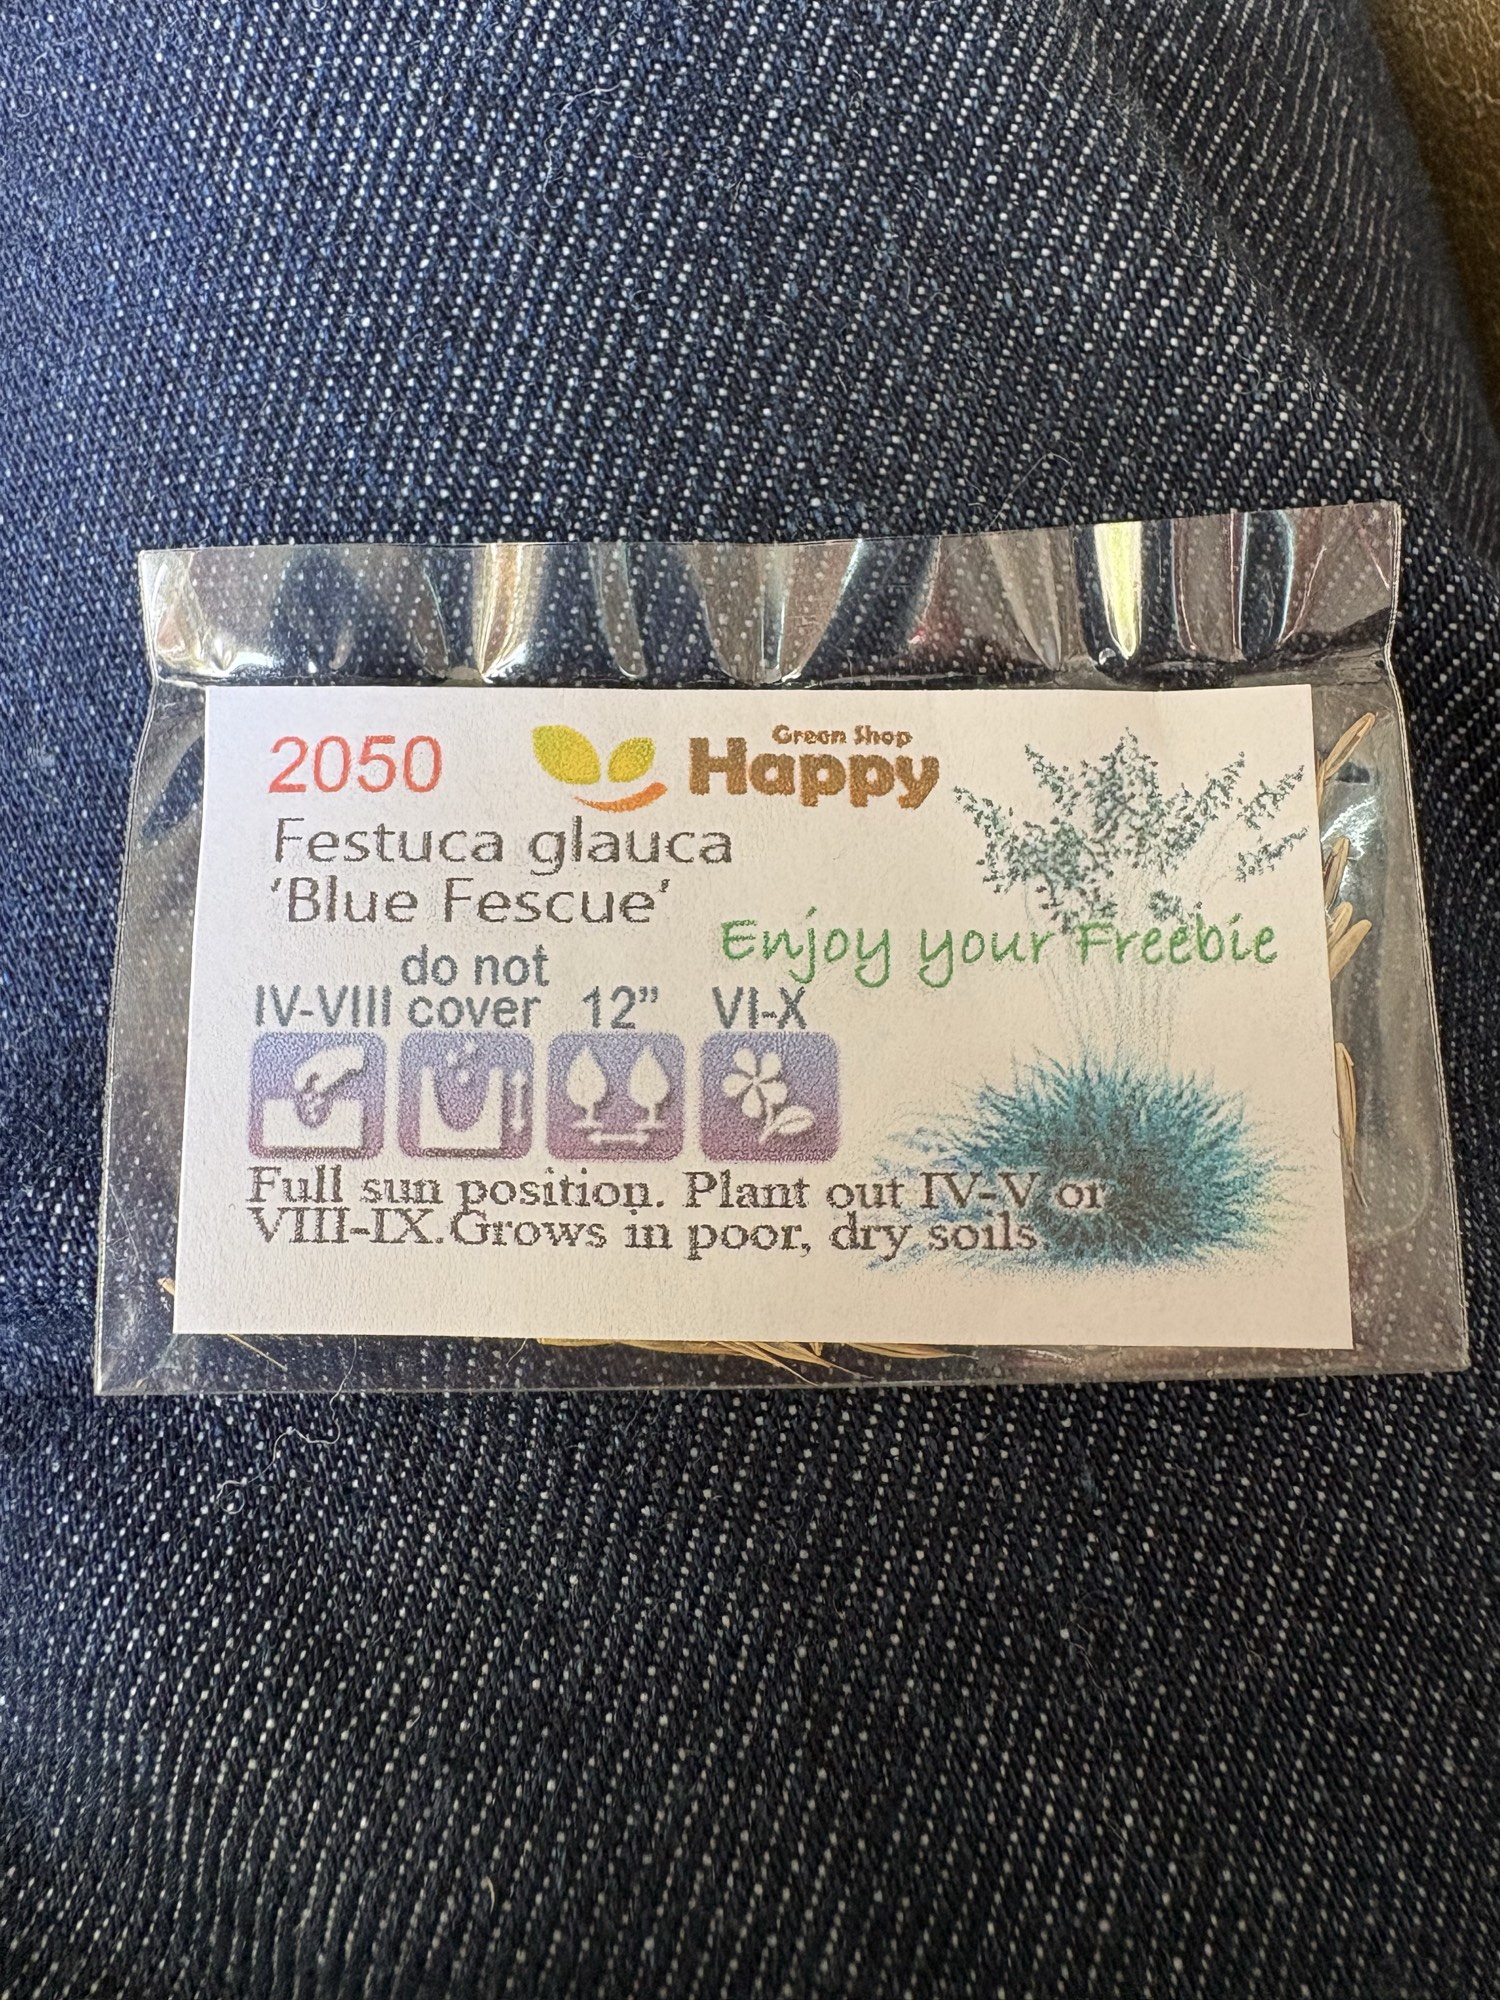 2050
Green Shop
Happy
Festuca glauca
'Blue Fescue'
Enjoy your Freebie
do not
IV-VIII cover 12" VI-X
Full sun position. Plant out IV-V or
VIII-IX.Grows in poor, dry soils.